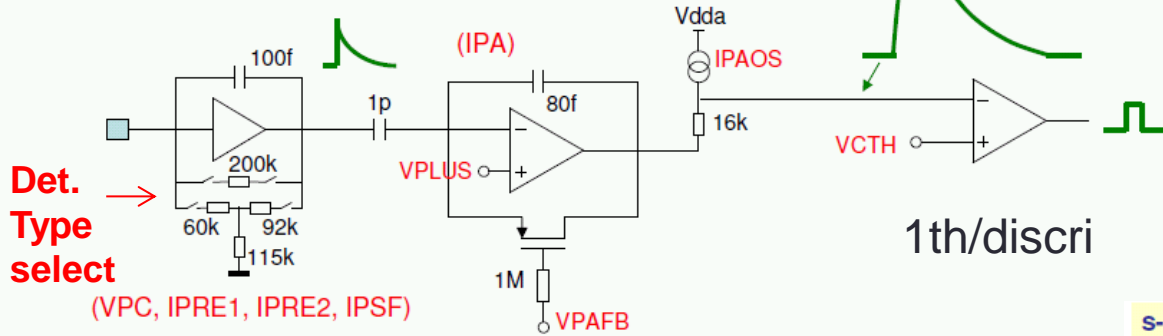 Vdda
(IPA)
IPAOS
100f
1p
80f
16k
VCTH
VPLUS
200k
60k
92k
115k
Det.
Type
select
1M
VPAFB
(VPC, IPRE1, IPRE2, IPSF)
1th/discri
s-